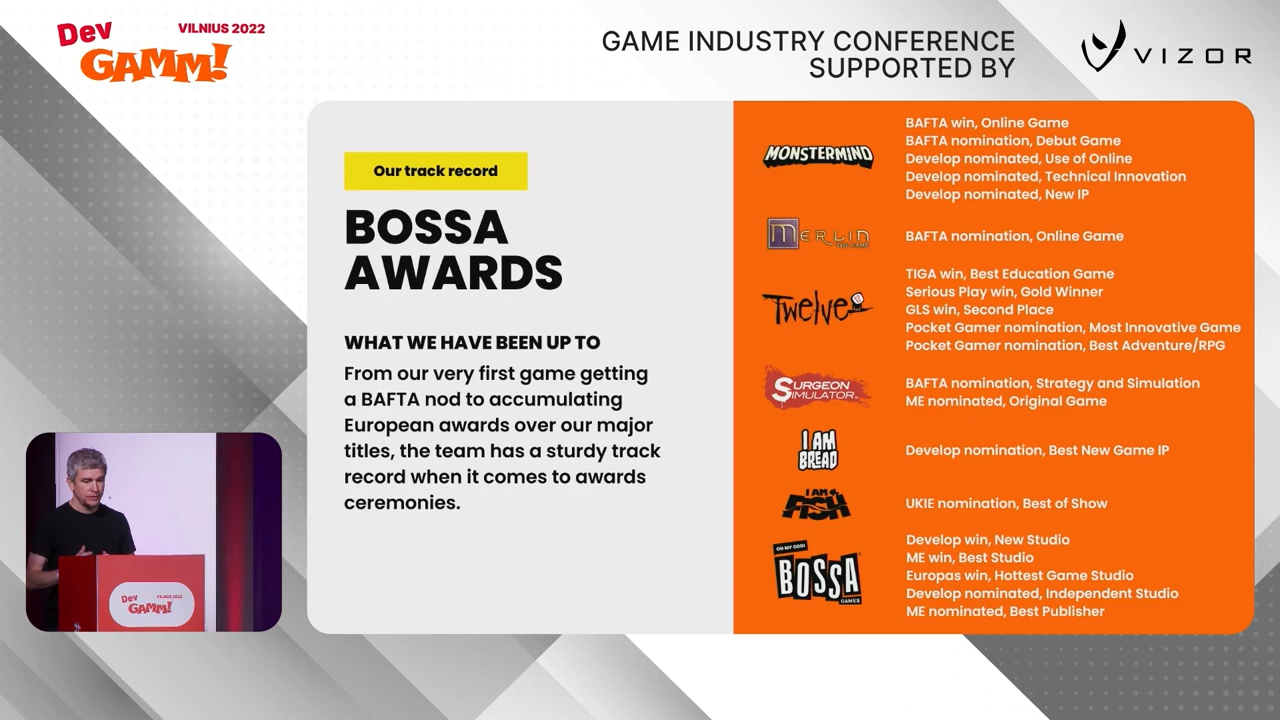 Dev
GAMM!
VILNIUS 2022
GAME INDUSTRY CONFERENCE
SUPPORTED BY
VIZOR
Our track record
BOSSA
AWARDS
WHAT WE HAVE BEEN UP TO
From our very first game getting
a BAFTA nod to accumulating
European awards over our major
titles, the team has a sturdy track
record when it comes to awards
ceremonies.
MONSTERMIND
BAFTA win, Online Game
BAFTA nomination, Debut Game
Develop nominated, Use of Online
Develop nominated, Technical Innovation
Develop nominated, New IP
MERLIN
THE GAME
BAFTA nomination, Online Game
Twelve
TIGA win, Best Education Game
Serious Play win, Gold Winner
GLS win, Second Place
Pocket Gamer nomination, Most Innovative Game
Pocket Gamer nomination, Best Adventure/RPG
SURGEON
SIMULATOR
BAFTA nomination, Strategy and Simulation
ME nominated, Original Game
I AM
BREAD
Develop nomination, Best New Game IP
I AM
FISH
UKIE nomination, Best of Show
OH MY GOD!
BOSSA
GAMES
Develop win, New Studio
ME win, Best Studio
Europas win, Hottest Game Studio
Develop nominated, Independent Studio
ME nominated, Best Publisher
Dev
GAMM!
VILNIUS 2022